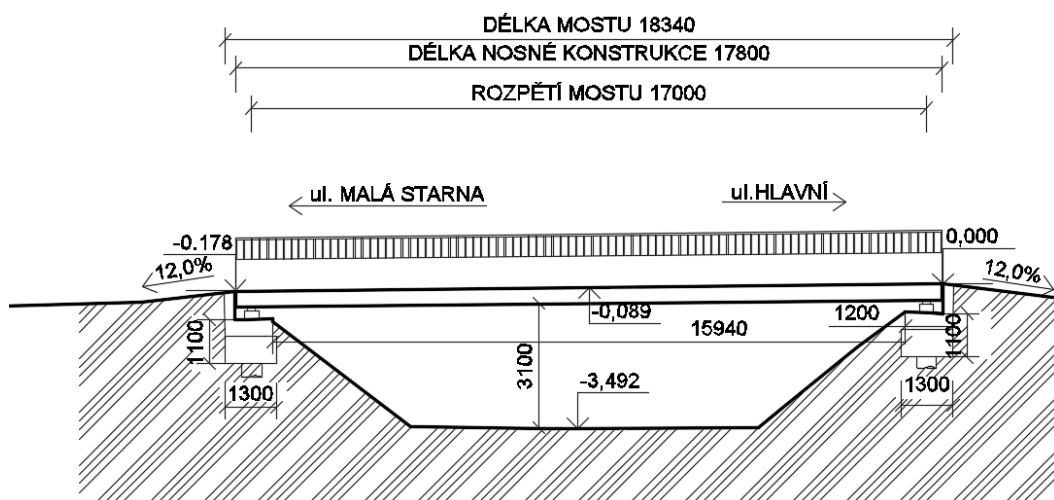 DÉLKA MOSTU 18340
DÉLKA NOSNÉ KONSTRUKCE 17800
ROZPĚTÍ MOSTU 17000
ul. MALÁ STARNA
ul.HLAVNÍ
-0.178
0,000
12,0%
12,0%
-0,089
15940
1200
1100
1100
3100
-3,492
1300
1300